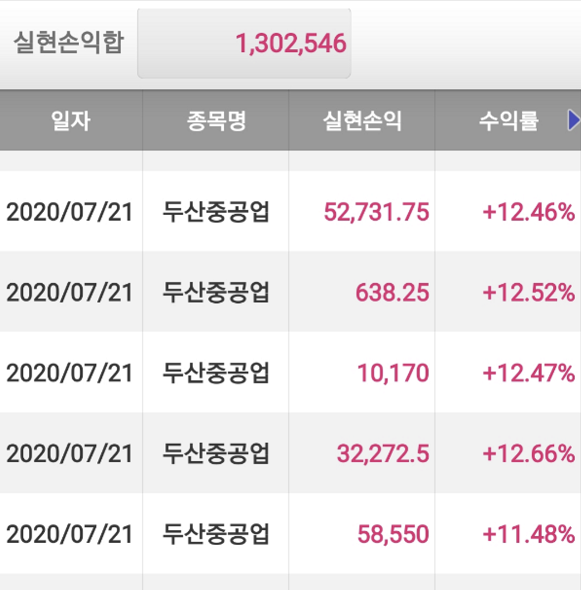 실현손익합 1,302,546
일자 종목명 실현손익 수익률
2020/07/21 두산중공업 52,731.75 +12.46%
2020/07/21 두산중공업 638.25 +12.52%
2020/07/21 두산중공업 10,170 +12.47%
2020/07/21 두산중공업 32,272.5 +12.66%
2020/07/21 두산중공업 58,550 +11.48%